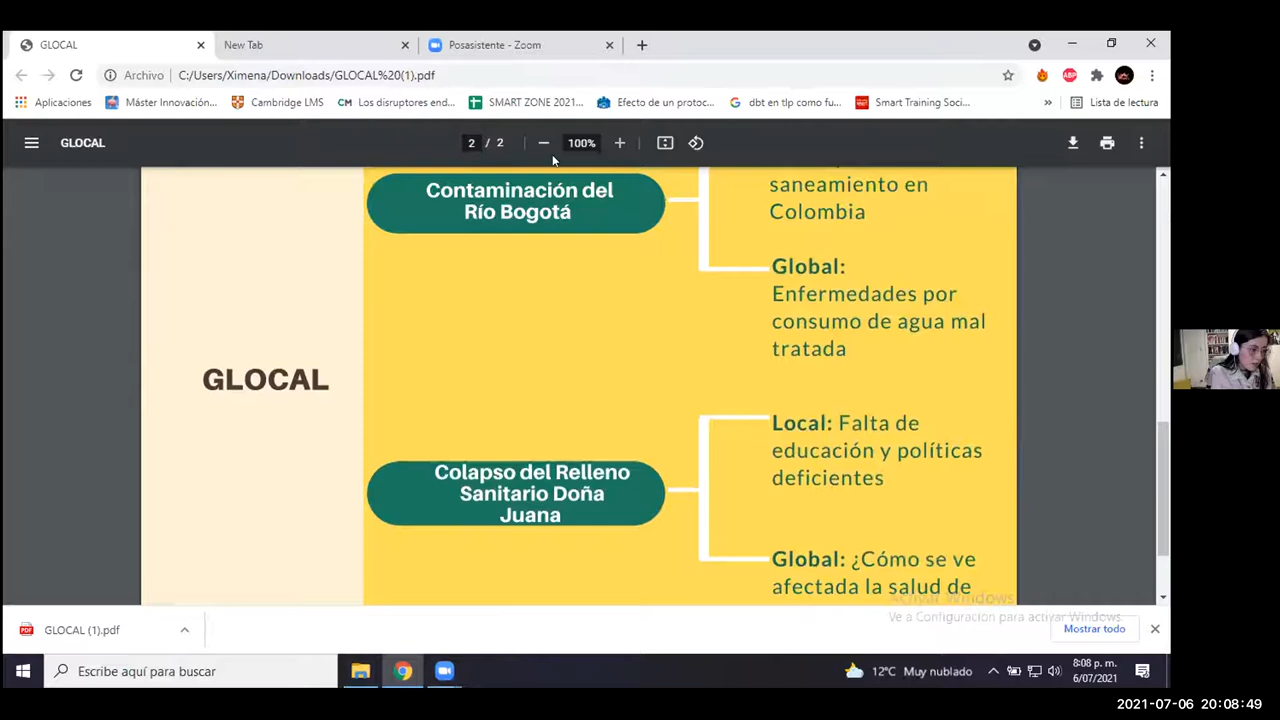 GLOCAL
New Tab
Posasistente - Zoom
Archivo
C:/Users/Ximena/Downloads/GLOCAL%20(1).pdf
Aplicaciones
Máster Innovación...
Cambridge LMS
CM Los disruptores end...
SMART ZONE 2021...
Efecto de un protoc...
dbt en tlp como fu...
Smart Training Soci...
»
Lista de lectura
GLOCAL
2 / 2
100%
Contaminación del
Río Bogotá
saneamiento en
Colombia
Global:
Enfermedades por
consumo de agua mal
tratada
GLOCAL
Colapso del Relleno
Sanitario Doña
Juana
Local: Falta de
educación y políticas
deficientes
Global: ¿Cómo se ve
afectada la salud de
Activar Windows
Ve a Configuración para activar Windows.
GLOCAL (1).pdf
Mostrar todo
Escribe aquí para buscar
12°C Muy nublado
8:08 p. m.
6/07/2021
2021-07-06 20:08:49